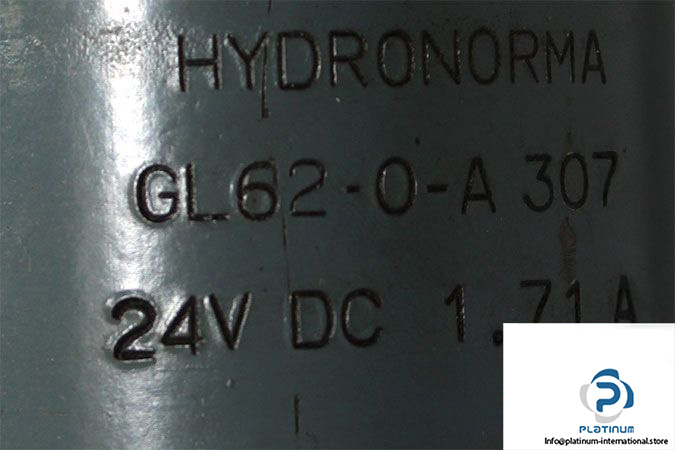 HYDRONORMA
GL62-0-A 307
24V DC 1.71A
PLATINUM
Info@platinum-international.store